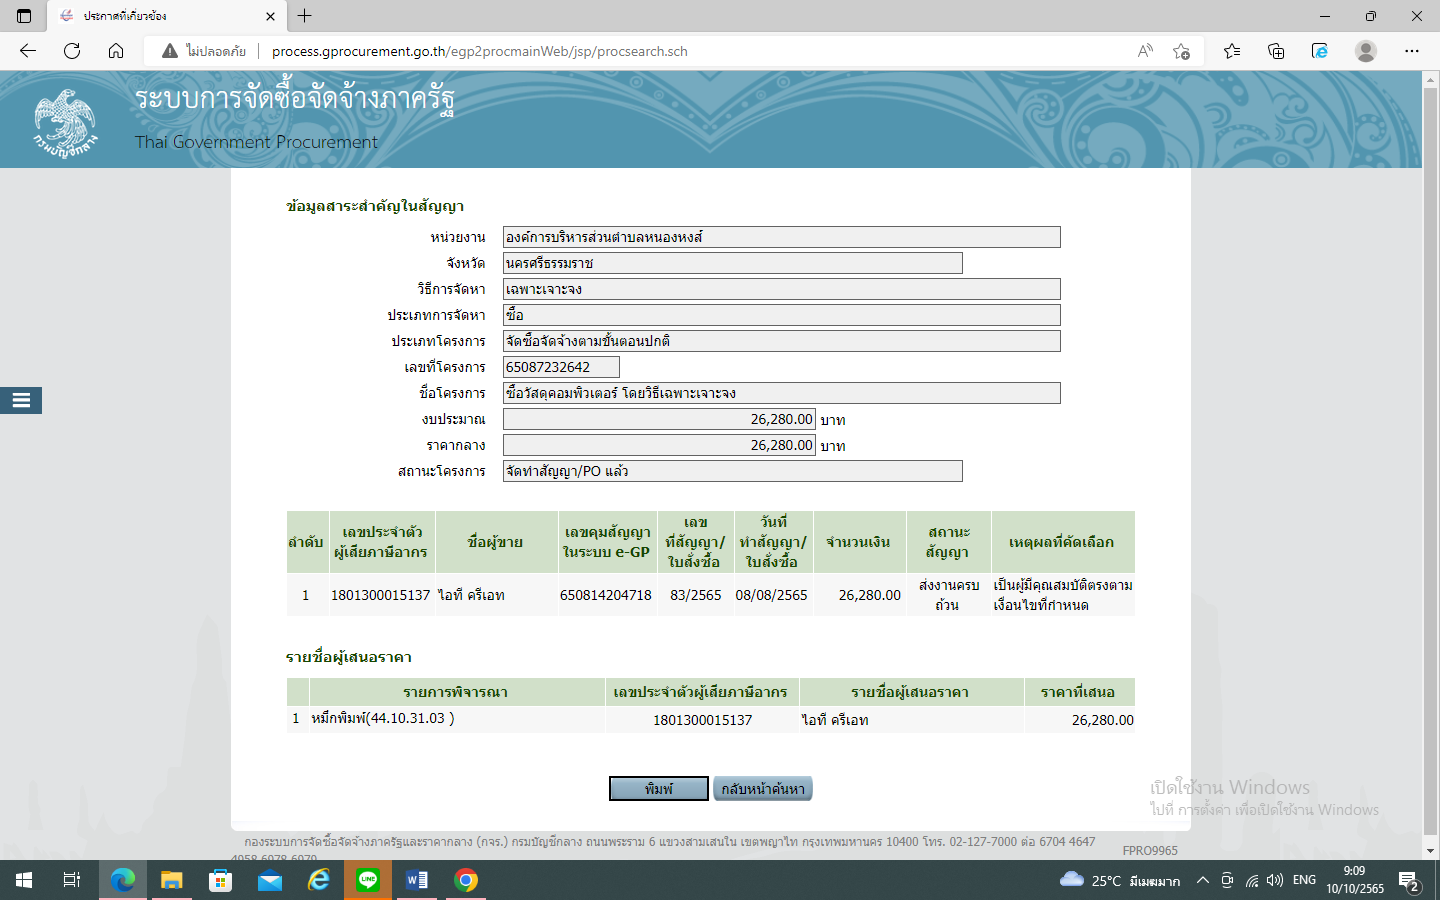 ประกาศที่เกี่ยวข้อง
ไม่ปลอดภัย
process.gprocurement.go.th/egp2procmainWeb/jsp/procsearch.sch
ระบบการจัดซื้อจัดจ้างภาครัฐ
Thai Government Procurement
กรมบัญชีกลาง
ข้อมูลสาระสำคัญในสัญญา
หน่วยงาน องค์การบริหารส่วนตำบลหนองหงส์
จังหวัด นครศรีธรรมราช
วิธีการจัดหา เฉพาะเจาะจง
ประเภทการจัดหา ซื้อ
ประเภทโครงการ จัดซื้อจัดจ้างตามขั้นตอนปกติ
เลขที่โครงการ 65087232642
ชื่อโครงการ ซื้อวัสดุคอมพิวเตอร์ โดยวิธีเฉพาะเจาะจง
งบประมาณ 26,280.00 บาท
ราคากลาง 26,280.00 บาท
สถานะโครงการ จัดทำสัญญา/PO แล้ว
ลำดับ เลขประจำตัวผู้เสียภาษีอากร ชื่อผู้ขาย เลขคุมสัญญาในระบบ e-GP เลขที่สัญญา/ใบสั่งซื้อ วันที่ทำสัญญา/ใบสั่งซื้อ จำนวนเงิน สถานะสัญญา เหตุผลที่คัดเลือก
1 1801300015137 ไอที ครีเอท 650814204718 83/2565 08/08/2565 26,280.00 ส่งงานครบถ้วน เป็นผู้มีคุณสมบัติตรงตามเงื่อนไขที่กำหนด
รายชื่อผู้เสนอราคา
รายการพิจารณา เลขประจำตัวผู้เสียภาษีอากร รายชื่อผู้เสนอราคา ราคาที่เสนอ
1 หมึกพิมพ์(44.10.31.03 ) 1801300015137 ไอที ครีเอท 26,280.00
พิมพ์ กลับหน้าค้นหา
เปิดใช้งาน Windows
ไปที่ การตั้งค่า เพื่อเปิดใช้งาน Windows
กองระบบการจัดซื้อจัดจ้างภาครัฐและราคากลาง (กจร.) กรมบัญชีกลาง ถนนพระราม 6 แขวงสามเสนใน เขตพญาไท กรุงเทพมหานคร 10400 โทร. 02-127-7000 ต่อ 6704 4647
4958 6978 6979
FPRO9965
25°C มีเมฆมาก
ENG
9:09
10/10/2565
2
LINE